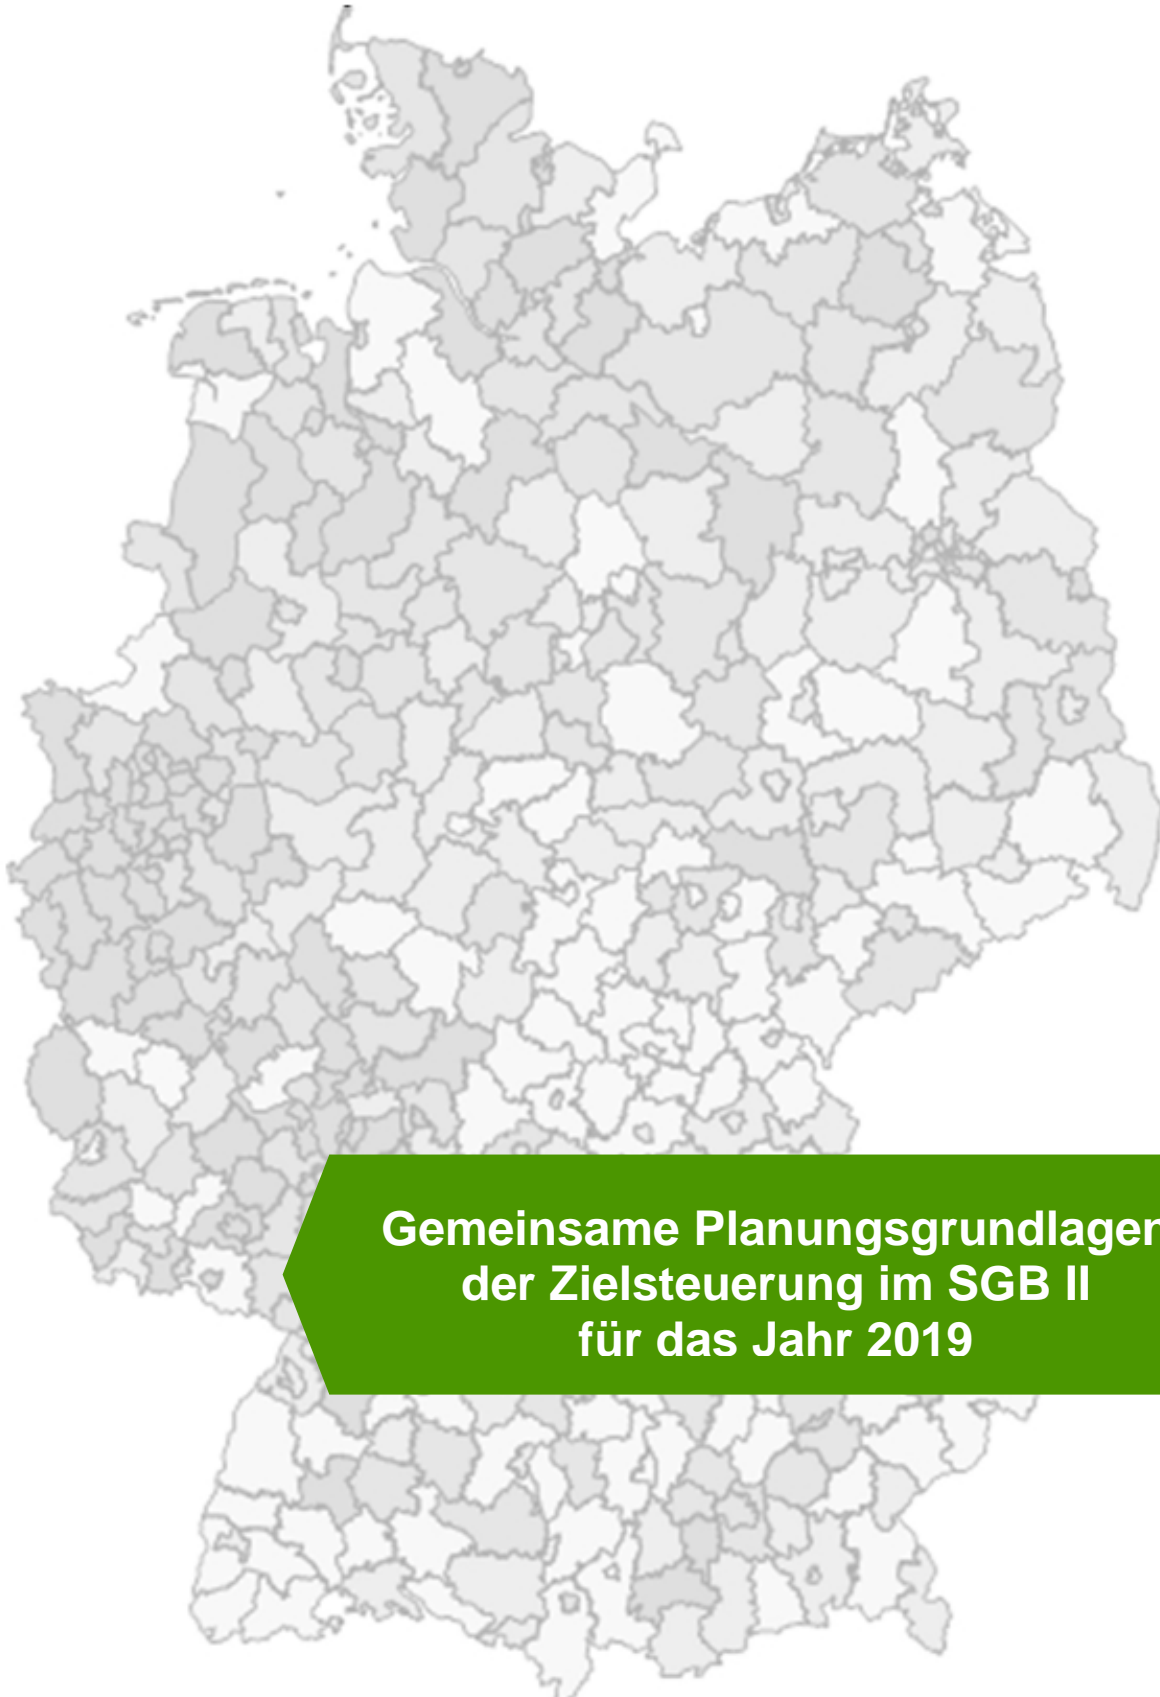 Gemeinsame Planungsgrundlagen
der Zielsteuerung im SGB II
für das Jahr 2019